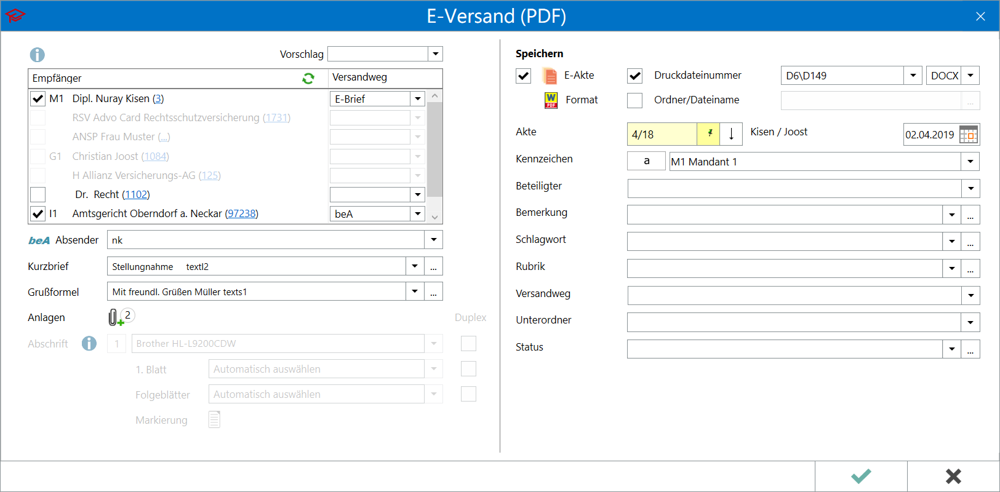 E-Versand (PDF)
Vorschlag
Empfänger Versandweg
M1 Dipl. Nuray Kisen (3) E-Brief
RSV Advo Card Rechtsschutzversicherung (1731)
ANSP Frau Muster (...)
G1 Christian Joost (1084)
H Allianz Versicherungs-AG (125)
Dr. Recht (1102)
I1 Amtsgericht Oberndorf a. Neckar (97238) beA
beA Absender nk
Kurzbrief Stellungnahme textl2 ...
Grußformel Mit freundl. Grüßen Müller texts1 ...
Anlagen 2 Duplex
Abschrift 1 Brother HL-L9200CDW
1. Blatt Automatisch auswählen
Folgeblätter Automatisch auswählen
Markierung
Speichern
E-Akte Druckdateinummer D6\D149 DOCX
W PDF Format Ordner/Dateiname ...
Akte 4/18 Kisen / Joost 02.04.2019
Kennzeichen a M1 Mandant 1
Beteiligter
Bemerkung ...
Schlagwort ...
Rubrik ...
Versandweg
Unterordner
Status ...